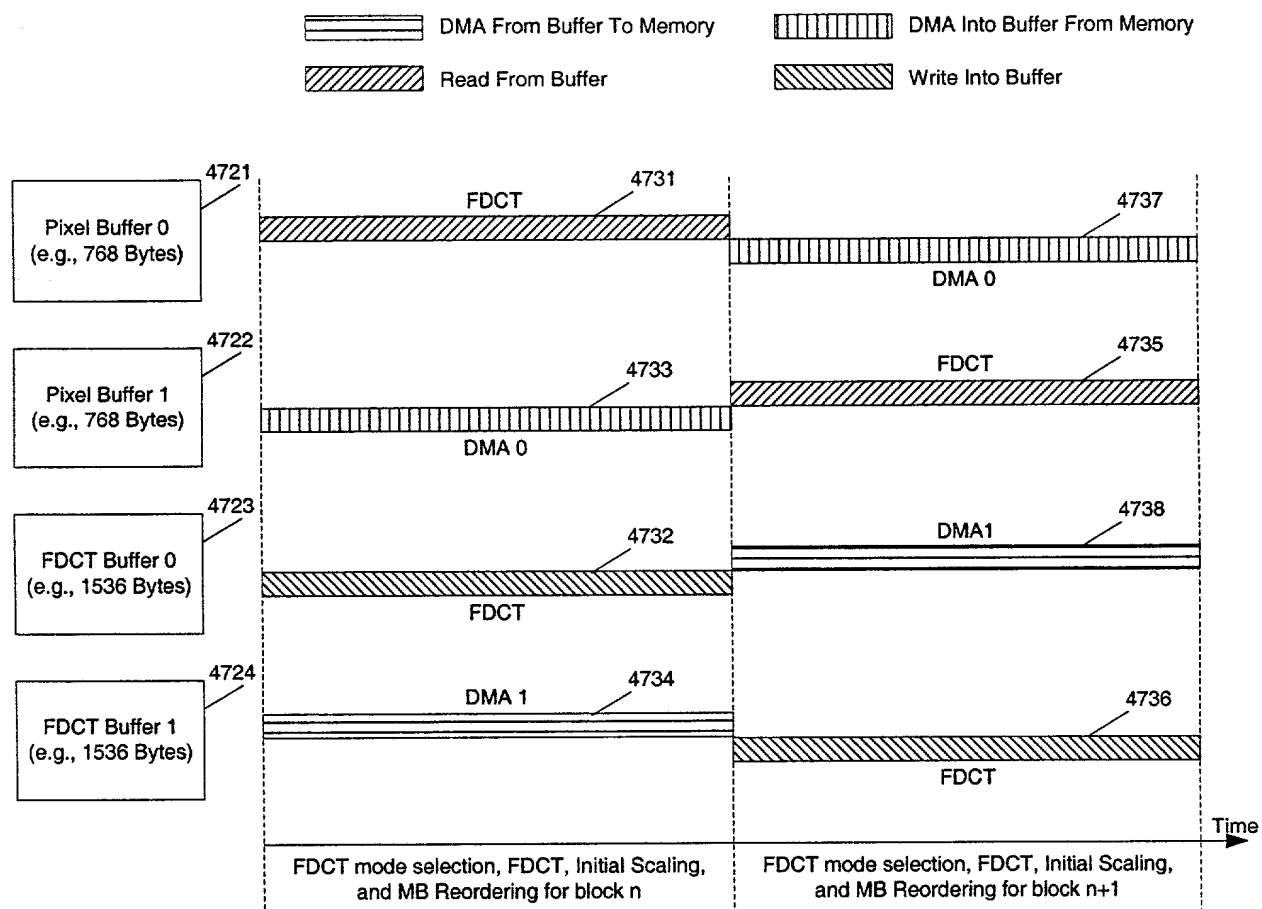 DMA From Buffer To Memory
DMA Into Buffer From Memory
Read From Buffer
Write Into Buffer
4721
Pixel Buffer 0
(e.g., 768 Bytes)
FDCT
4731
4737
DMA 0
4722
Pixel Buffer 1
(e.g., 768 Bytes)
4733
DMA 0
FDCT
4735
4723
FDCT Buffer 0
(e.g., 1536 Bytes)
4732
FDCT
DMA1
4738
4724
FDCT Buffer 1
(e.g., 1536 Bytes)
DMA 1
4734
4736
FDCT
Time
FDCT mode selection, FDCT, Initial Scaling,
and MB Reordering for block n
FDCT mode selection, FDCT, Initial Scaling,
and MB Reordering for block n+1